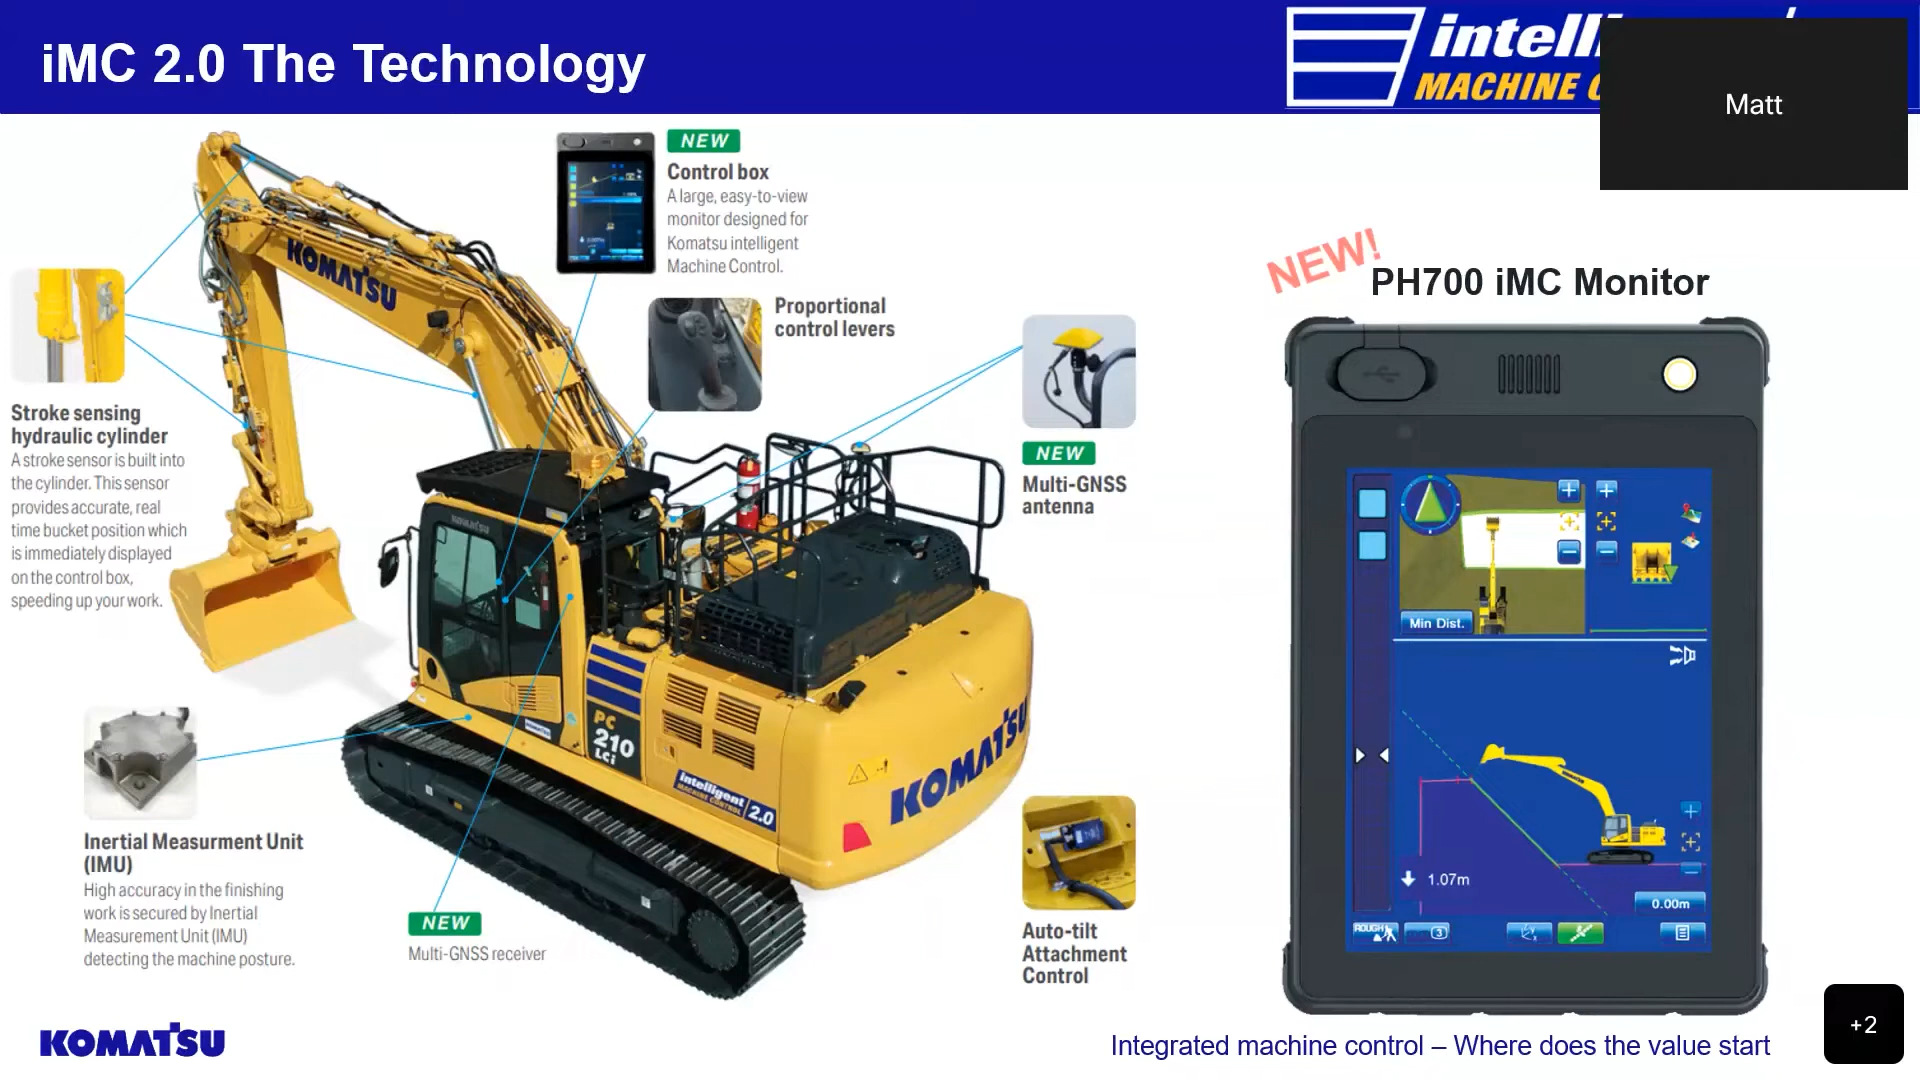 iMC 2.0 The Technology
MACHINE
Matt
NEW
Control box
A large, easy-to-view
monitor designed for
Komatsu intelligent
Machine Control.
Proportional
control levers
NEW!
PH700 iMC Monitor
KOMATSU
Stroke sensing
hydraulic cylinder
A stroke sensor is built into
the cylinder. This sensor
provides accurate, real
time bucket position which
is immediately displayed
on the control box,
speeding up your work.
NEW
Multi-GNSS
antenna
KOMATSU
PC
210
LCi
intelligent
MACHINE CONTROL
2.0
KOMATSU
Min Dist.
1.07m
0.00m
ROUGH
3
Inertial Measurment Unit
(IMU)
High accuracy in the finishing
work is secured by Inertial
Measurement Unit (IMU)
detecting the machine posture.
NEW
Multi-GNSS receiver
Auto-tilt
Attachment
Control
KOMATSU
Integrated machine control – Where does the value start
+2